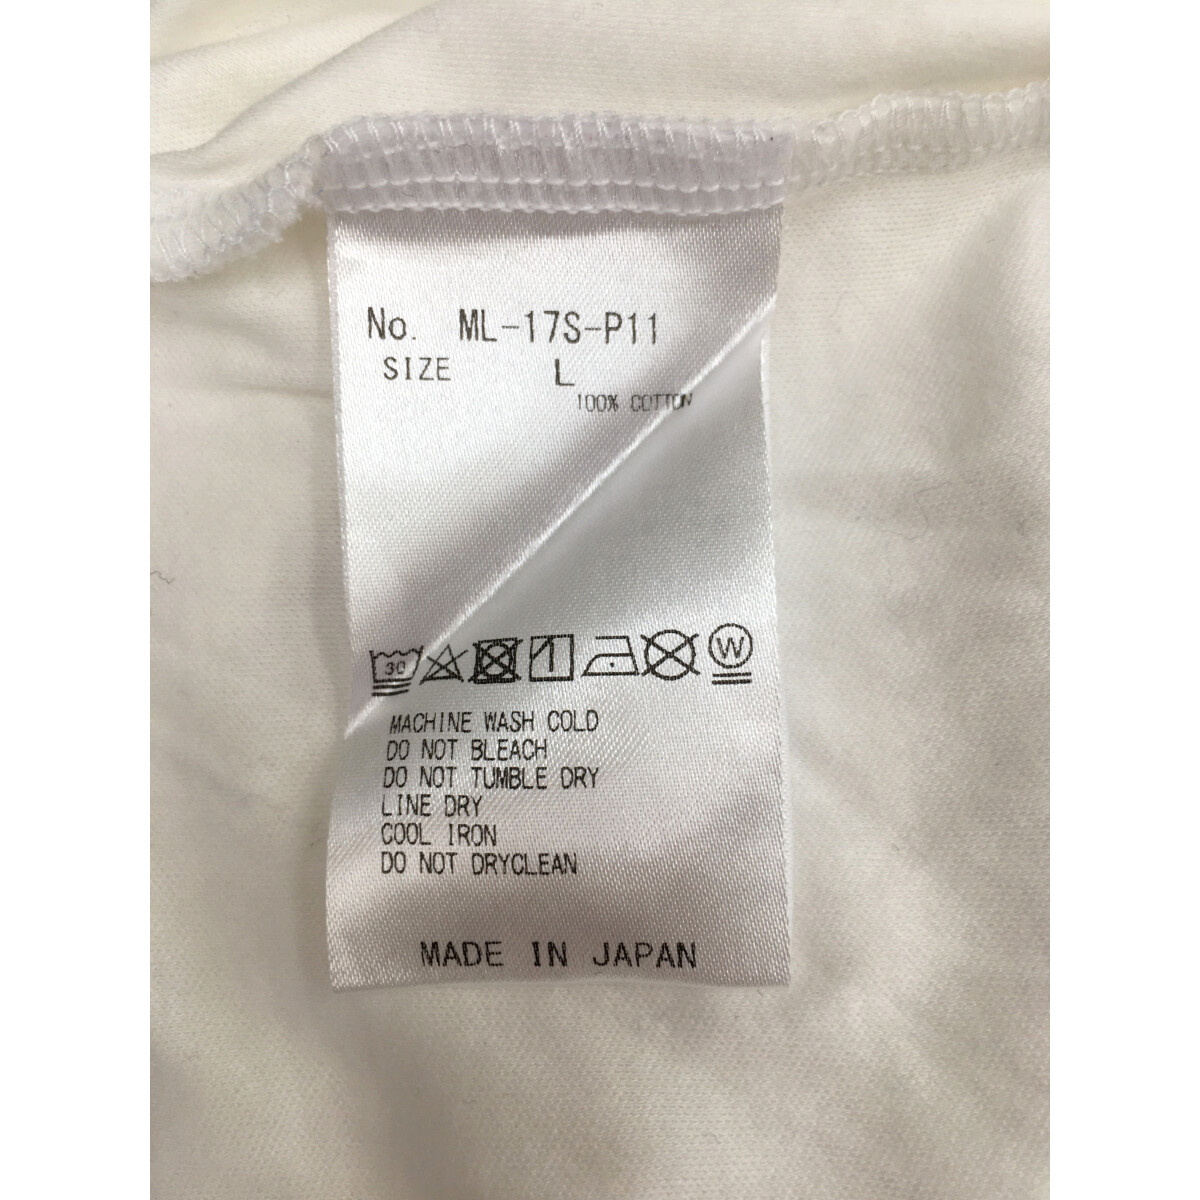 No. ML-17S-P11
SIZE L
100% COTTON
30 W
MACHINE WASH COLD
DO NOT BLEACH
DO NOT TUMBLE DRY
LINE DRY
COOL IRON
DO NOT DRYCLEAN
MADE IN JAPAN